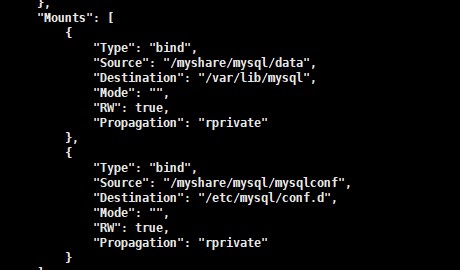 },
"Mounts": [
{
"Type": "bind",
"Source": "/myshare/mysql/data",
"Destination": "/var/lib/mysql",
"Mode": "",
"RW": true,
"Propagation": "rprivate"
},
{
"Type": "bind",
"Source": "/myshare/mysql/mysqlconf",
"Destination": "/etc/mysql/conf.d",
"Mode": "",
"RW": true,
"Propagation": "rprivate"
}